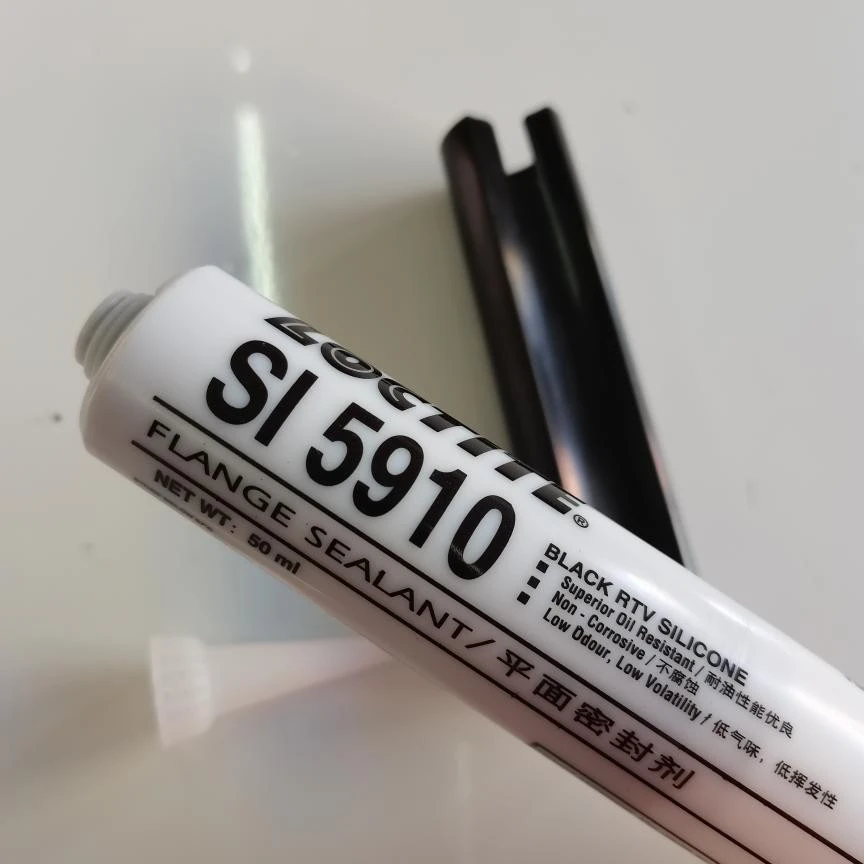 LOCTITE®
SI 5910
FLANGE SEALANT/平面密封剂
NET WT: 50 ml
BLACK RTV SILICONE
Superior Oil Resistant/耐油性能优良
Non-Corrosive/不腐蚀
Low Odour, Low Volatility/低气味，低挥发性